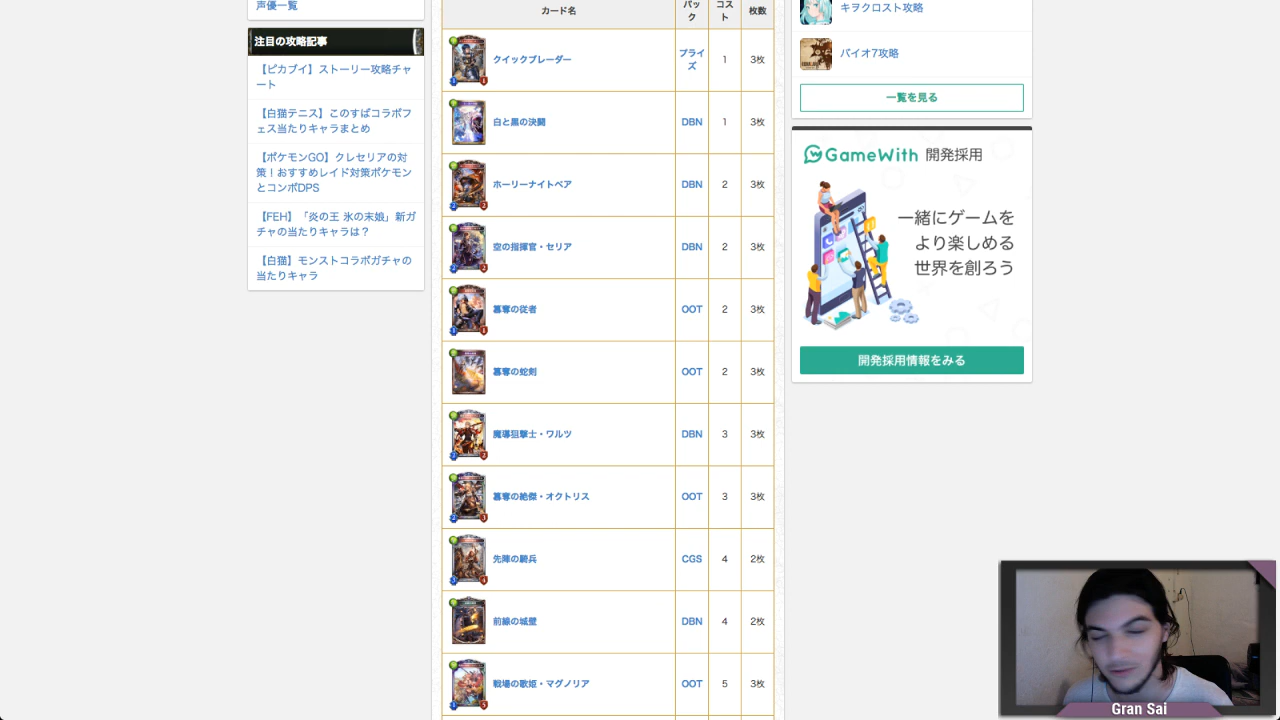 声優一覧
注目の攻略記事
【ピカブイ】ストーリー攻略チャ
ート
【白猫テニス】このすばコラボフ
ェス当たりキャラまとめ
【ポケモンGO】クレセリアの対
策！おすすめレイド対策ポケモン
とコンボDPS
【FEH】「炎の王 氷の末娘」新ガ
チャの当たりキャラは？
【白猫】モンストコラボガチャの
当たりキャラ
カード名 パック コスト 枚数
クイックブレーダー プライズ 1 3枚
白と黒の決闘 DBN 1 3枚
ホーリーナイトベア DBN 2 3枚
空の指揮官・セリア DBN 2 3枚
簒奪の従者 OOT 2 3枚
簒奪の蛇剣 OOT 2 3枚
魔導狙撃士・ワルツ DBN 3 3枚
簒奪の絶傑・オクトリス OOT 3 3枚
先陣の騎兵 CGS 4 2枚
前線の城壁 DBN 4 2枚
戦場の歌姫・マグノリア OOT 5 3枚
キヲクロスト攻略
バイオ7攻略
一覧を見る
GameWith 開発採用
一緒にゲームを
より楽しめる
世界を創ろう
開発採用情報をみる
Gran Sai